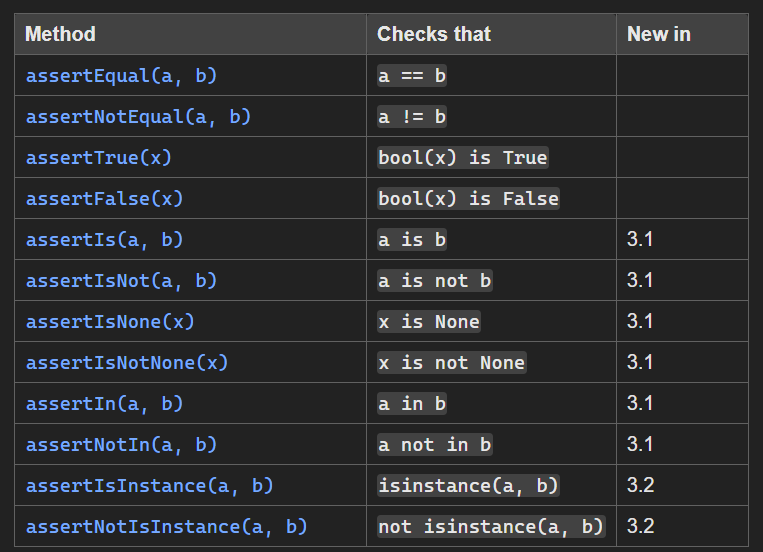 Method Checks that New in
assertEqual(a, b) a == b
assertNotEqual(a, b) a != b
assertTrue(x) bool(x) is True
assertFalse(x) bool(x) is False
assertIs(a, b) a is b 3.1
assertIsNot(a, b) a is not b 3.1
assertIsNone(x) x is None 3.1
assertIsNotNone(x) x is not None 3.1
assertIn(a, b) a in b 3.1
assertNotIn(a, b) a not in b 3.1
assertIsInstance(a, b) isinstance(a, b) 3.2
assertNotIsInstance(a, b) not isinstance(a, b) 3.2